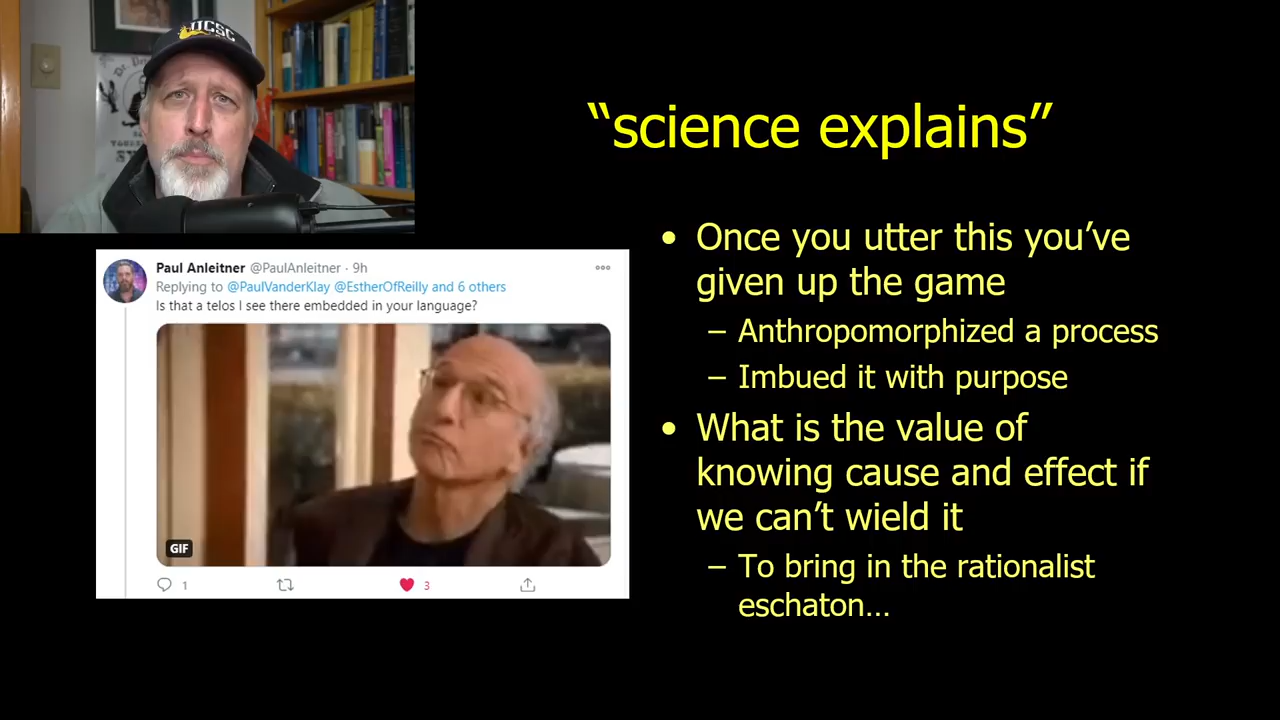 UCSC
“science explains”
Paul Anleitner @PaulAnleitner · 9h
Replying to @PaulVanderKlay @EstherOfReilly and 6 others
Is that a telos I see there embedded in your language?
GIF
1
3
• Once you utter this you’ve
given up the game
– Anthropomorphized a process
– Imbued it with purpose
• What is the value of
knowing cause and effect if
we can’t wield it
– To bring in the rationalist
eschaton…